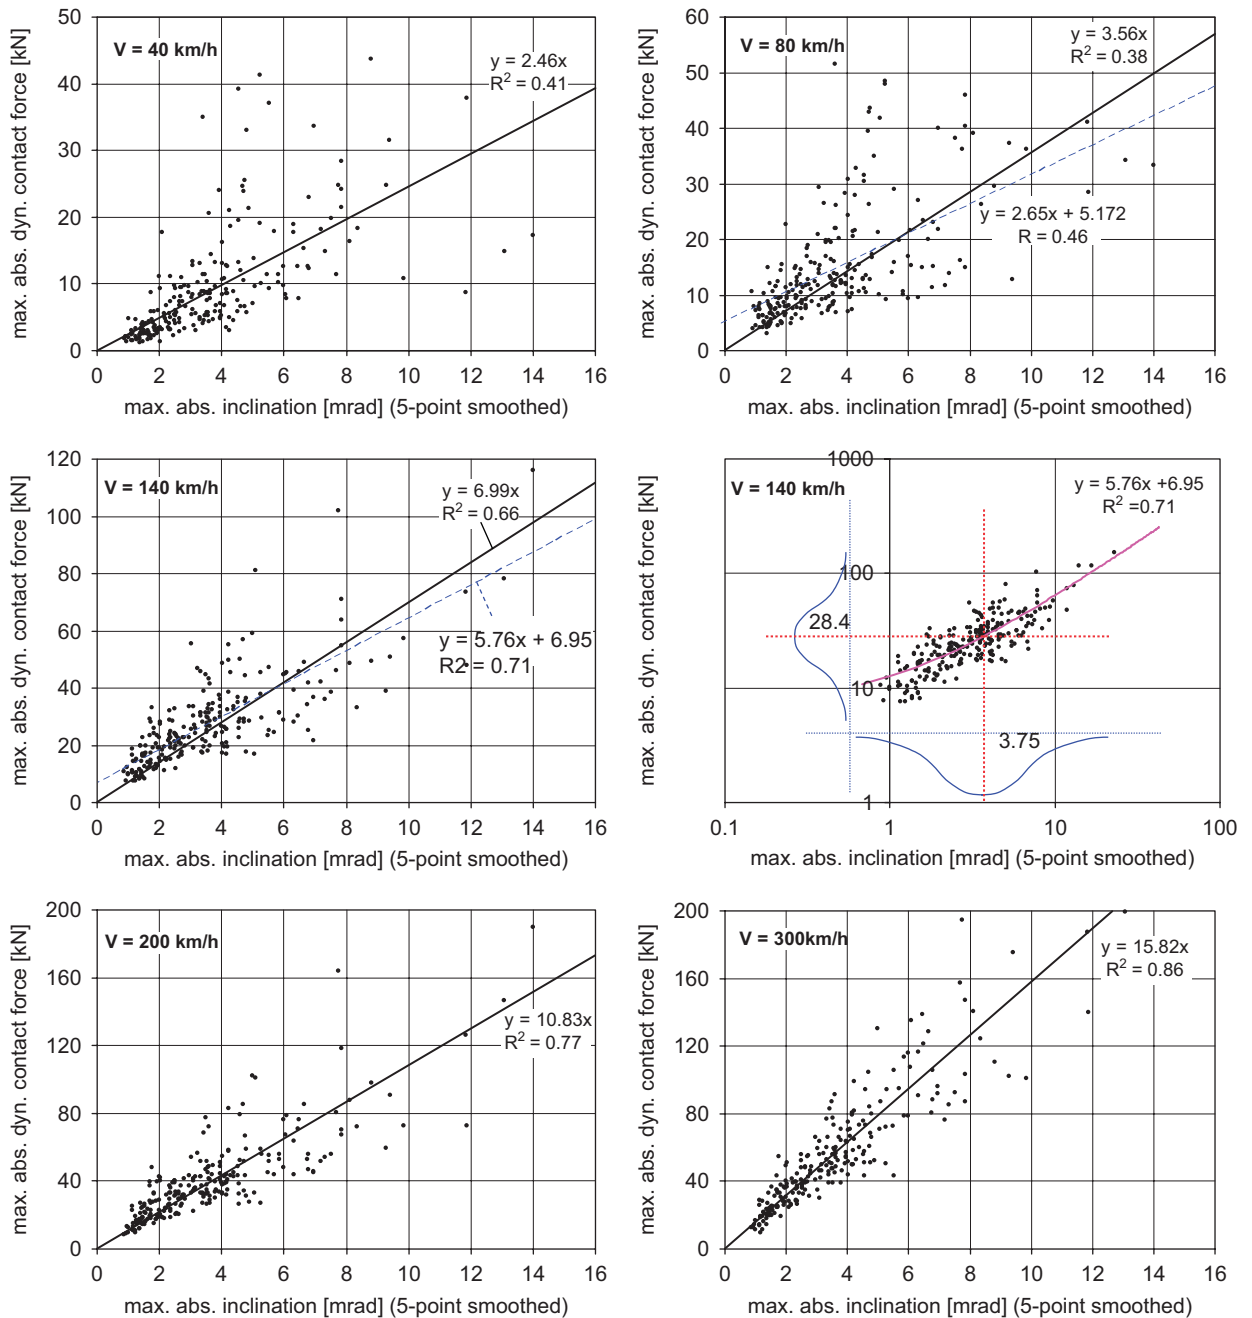 max. abs. dyn. contact force [kN]
50
40
30
20
10
0
V = 40 km/h
y = 2.46x
R² = 0.41
0 2 4 6 8 10 12 14 16
max. abs. inclination [mrad] (5-point smoothed)
max. abs. dyn. contact force [kN]
60
50
40
30
20
10
0
V = 80 km/h
y = 3.56x
R² = 0.38
y = 2.65x + 5.172
R = 0.46
0 2 4 6 8 10 12 14 16
max. abs. inclination [mrad] (5-point smoothed)
max. abs. dyn. contact force [kN]
120
100
80
60
40
20
0
V = 140 km/h
y = 6.99x
R² = 0.66
y = 5.76x + 6.95
R2 = 0.71
0 2 4 6 8 10 12 14 16
max. abs. inclination [mrad] (5-point smoothed)
max. abs. dyn. contact force [kN]
1000
100
10
1
V = 140 km/h
y = 5.76x +6.95
R² =0.71
28.4
3.75
0.1 1 10 100
max. abs. inclination [mrad] (5-point smoothed)
max. abs. dyn. contact force [kN]
200
160
120
80
40
0
V = 200 km/h
y = 10.83x
R² = 0.77
0 2 4 6 8 10 12 14 16
max. abs. inclination [mrad] (5-point smoothed)
max. abs. dyn. contact force [kN]
200
160
120
80
40
0
V = 300km/h
y = 15.82x
R² = 0.86
0 2 4 6 8 10 12 14 16
max. abs. inclination [mrad] (5-point smoothed)